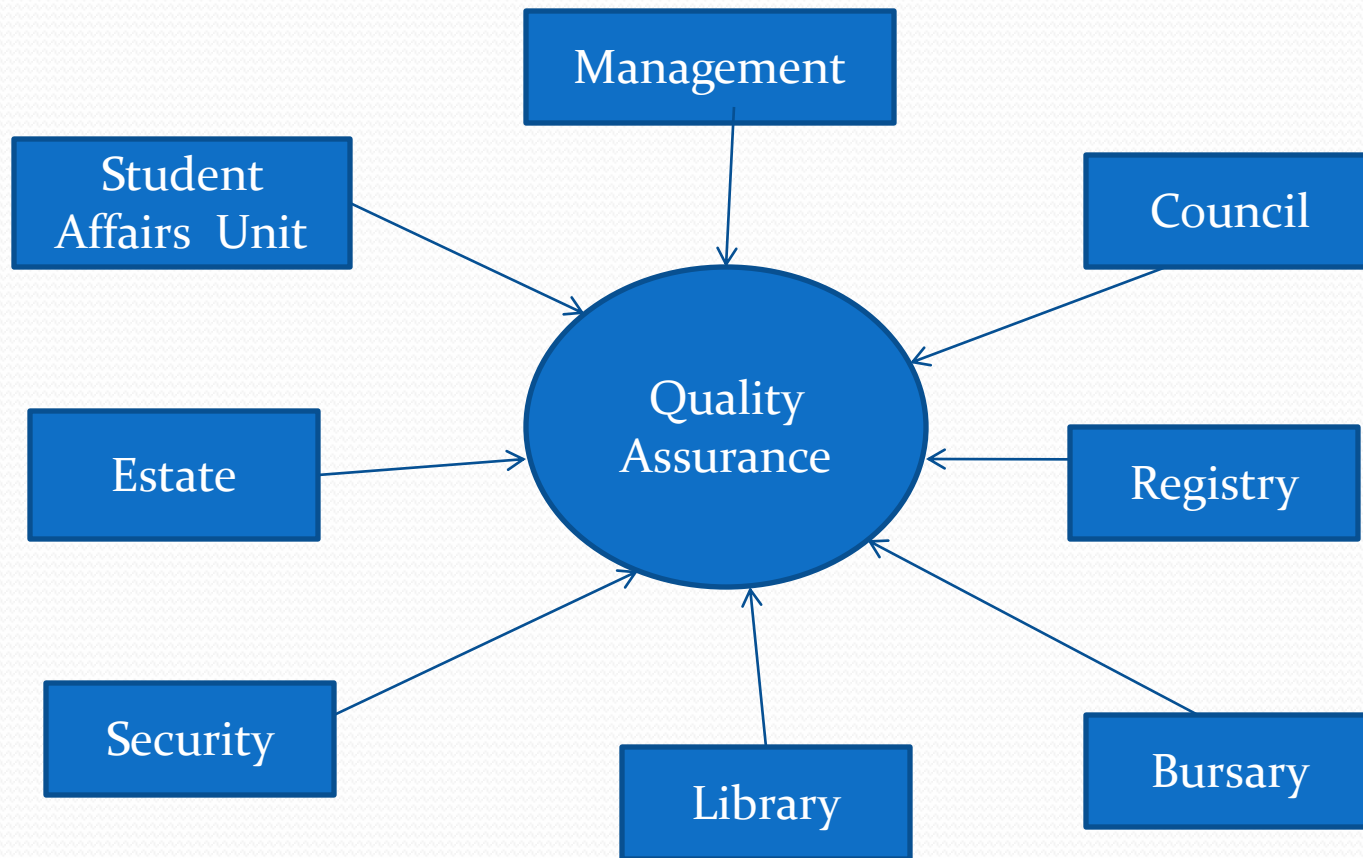 Management
Student
Affairs Unit
Council
Quality
Assurance
Estate
Registry
Security
Library
Bursary